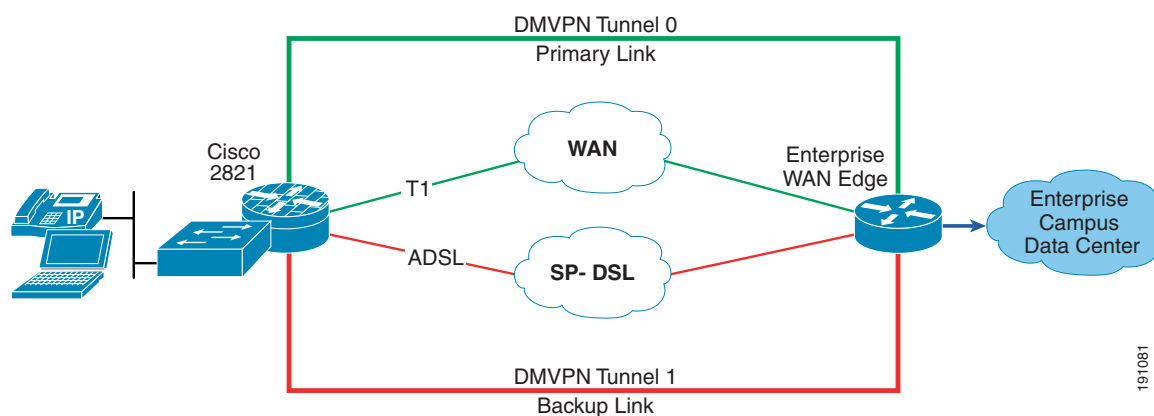 DMVPN Tunnel 0
Primary Link
Cisco
2821
IP
T1
WAN
Enterprise
WAN Edge
Enterprise
Campus
Data Center
ADSL
SP- DSL
DMVPN Tunnel 1
Backup Link
191081